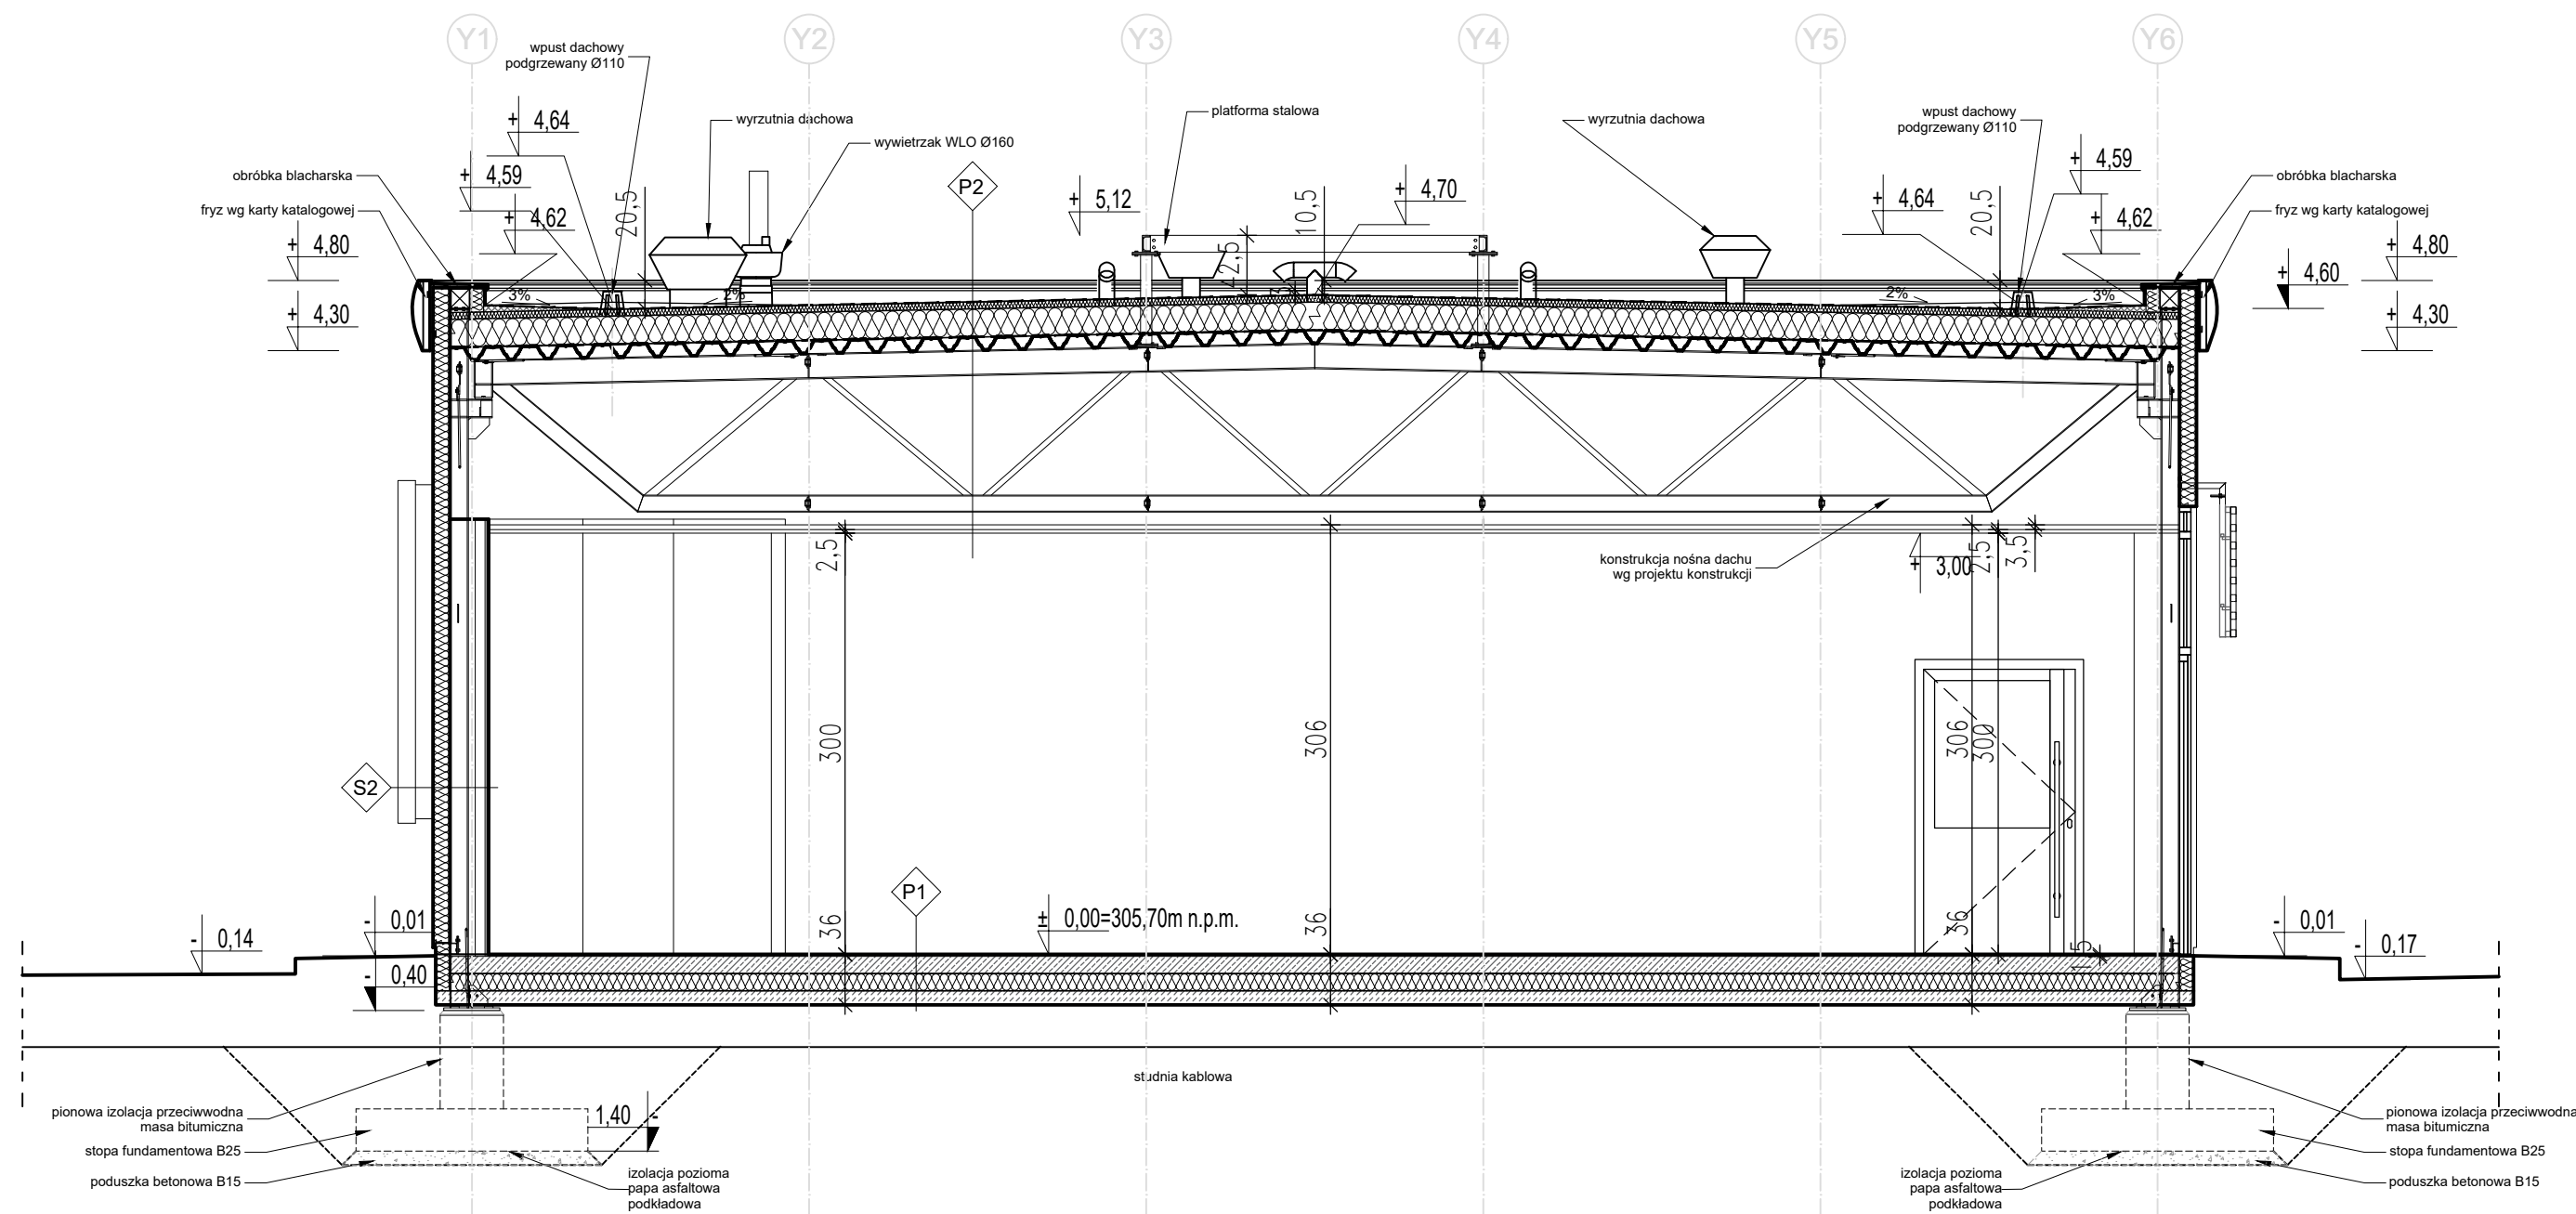 Y1
Y2
Y3
Y4
Y5
Y6
wpust dachowy
podgrzewany Ø110
+ 4,64
+ 4,59
+ 4,62
20,5
obróbka blacharska
fryz wg karty katalogowej
+ 4,80
+ 4,30
wyrzutnia dachowa
wywietrzak WLO Ø160
P2
+ 5,12
platforma stalowa
42,5
10,5
+ 4,70
wyrzutnia dachowa
wpust dachowy
podgrzewany Ø110
+ 4,59
+ 4,64
20,5
+ 4,62
obróbka blacharska
fryz wg karty katalogowej
+ 4,60
+ 4,80
+ 4,30
3%
2%
2%
3%
2,5
konstrukcja nośna dachu
wg projektu konstrukcji
+ 3,00
2,5
3,5
300
306
306
300
S2
P1
36
± 0,00=305,70m n.p.m.
36
36
1,5
- 0,14
- 0,01
- 0,40
- 0,01
- 0,17
studnia kablowa
pionowa izolacja przeciwwodna
masa bitumiczna
stopa fundamentowa B25
poduszka betonowa B15
1,40 -
izolacja pozioma
papa asfaltowa
podkładowa
izolacja pozioma
papa asfaltowa
podkładowa
pionowa izolacja przeciwwodna
masa bitumiczna
stopa fundamentowa B25
poduszka betonowa B15